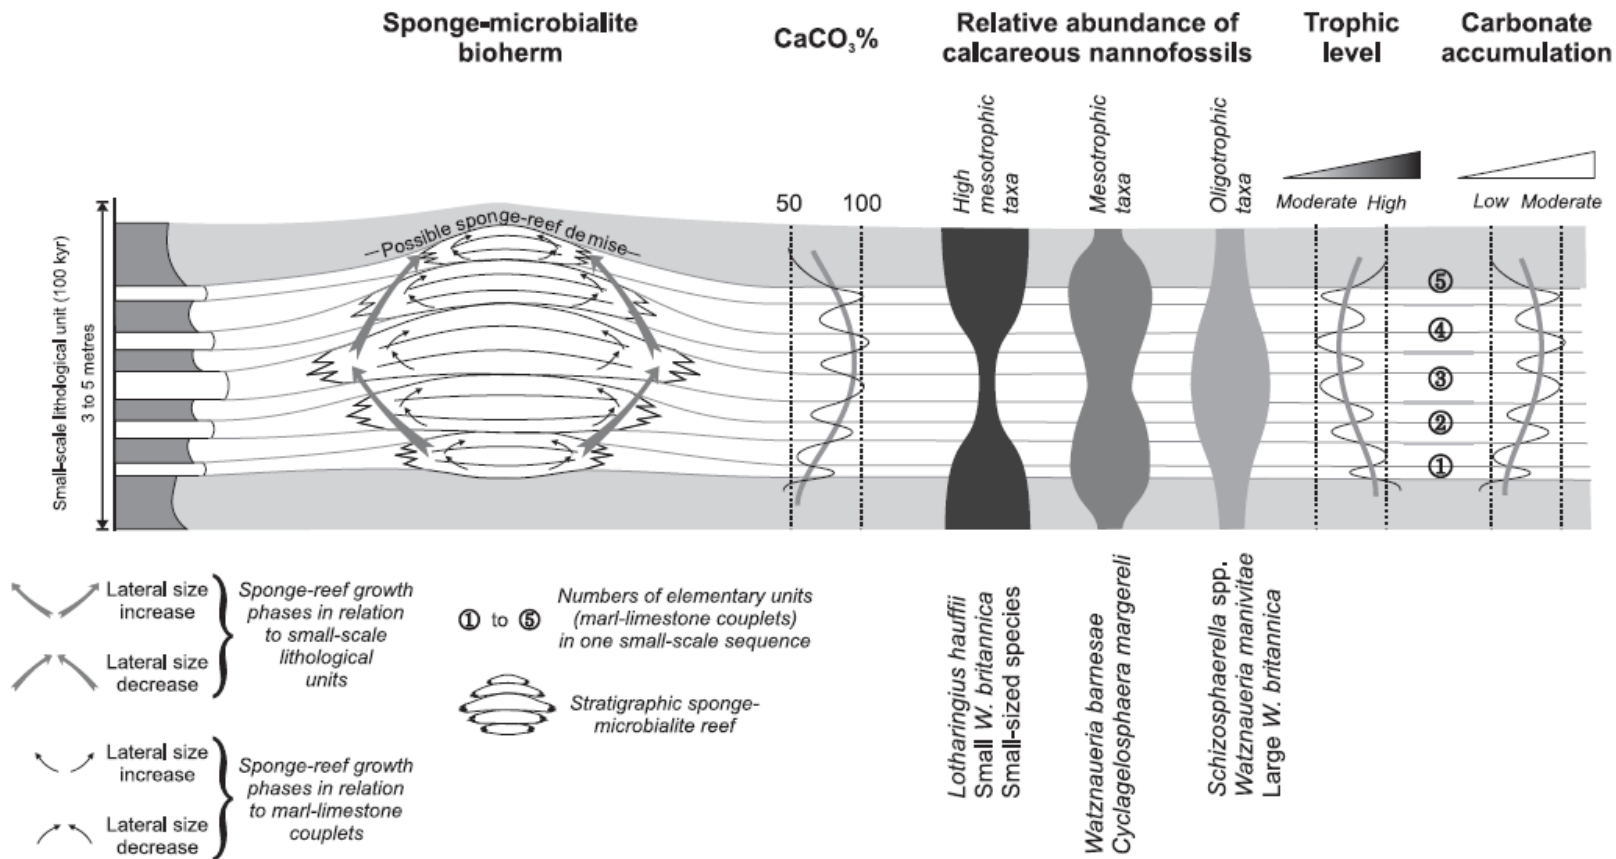 Sponge-microbialite
bioherm
CaCO₃%
Relative abundance of
calcareous nannofossils
Trophic
level
Carbonate
accumulation
High
mesotrophic
taxa
Mesotrophic
taxa
Oligotrophic
taxa
50
100
Moderate High
Low Moderate
Small-scale lithological unit (100 kyr)
3 to 5 metres
Possible sponge-reef demise
⑤
④
③
②
①
Lateral size
increase
Lateral size
decrease
Sponge-reef growth
phases in relation
to small-scale
lithological
units
Lateral size
increase
Lateral size
decrease
Sponge-reef growth
phases in relation
to marl-limestone
couplets
① to ⑤
Numbers of elementary units
(marl-limestone couplets)
in one small-scale sequence
Stratigraphic sponge-
microbialite reef
Lotharingius hauffii
Small W. britannica
Small-sized species
Watznaueria barnesae
Cyclagelosphaera margereli
Schizosphaerella spp.
Watznaueria manivitae
Large W. britannica